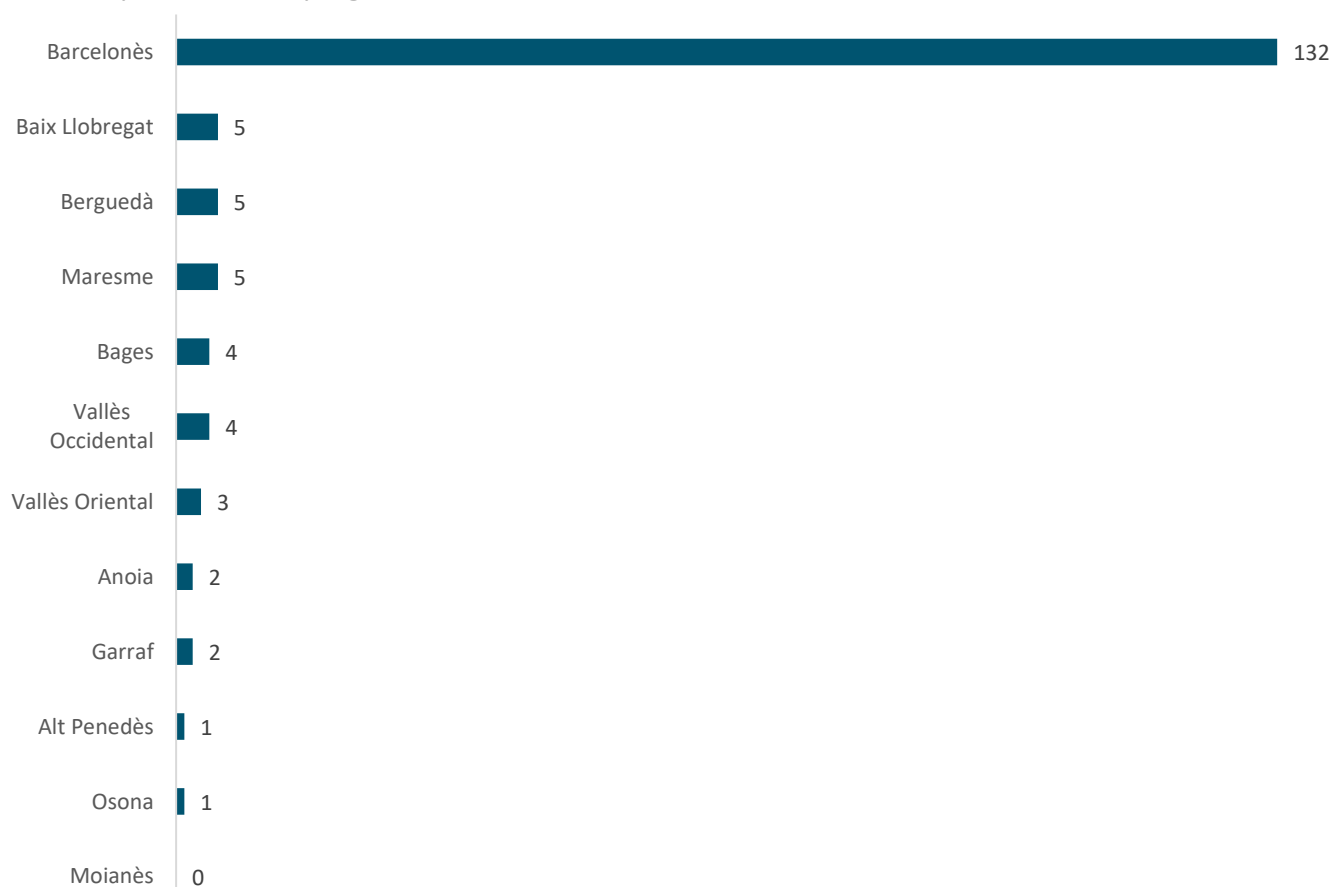 Barcelonès 132
Baix Llobregat 5
Berguedà 5
Maresme 5
Bages 4
Vallès
Occidental 4
Vallès Oriental 3
Anoia 2
Garraf 2
Alt Penedès 1
Osona 1
Moianès 0